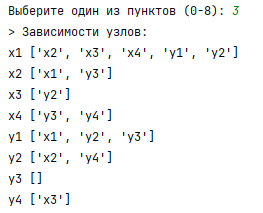 Выберите один из пунктов (0-8): 3
> Зависимости узлов:
x1 ['x2', 'x3', 'x4', 'y1', 'y2']
x2 ['x1', 'y3']
x3 ['y2']
x4 ['y3', 'y4']
y1 ['x1', 'y2', 'y3']
y2 ['x2', 'y4']
y3 []
y4 ['x3']